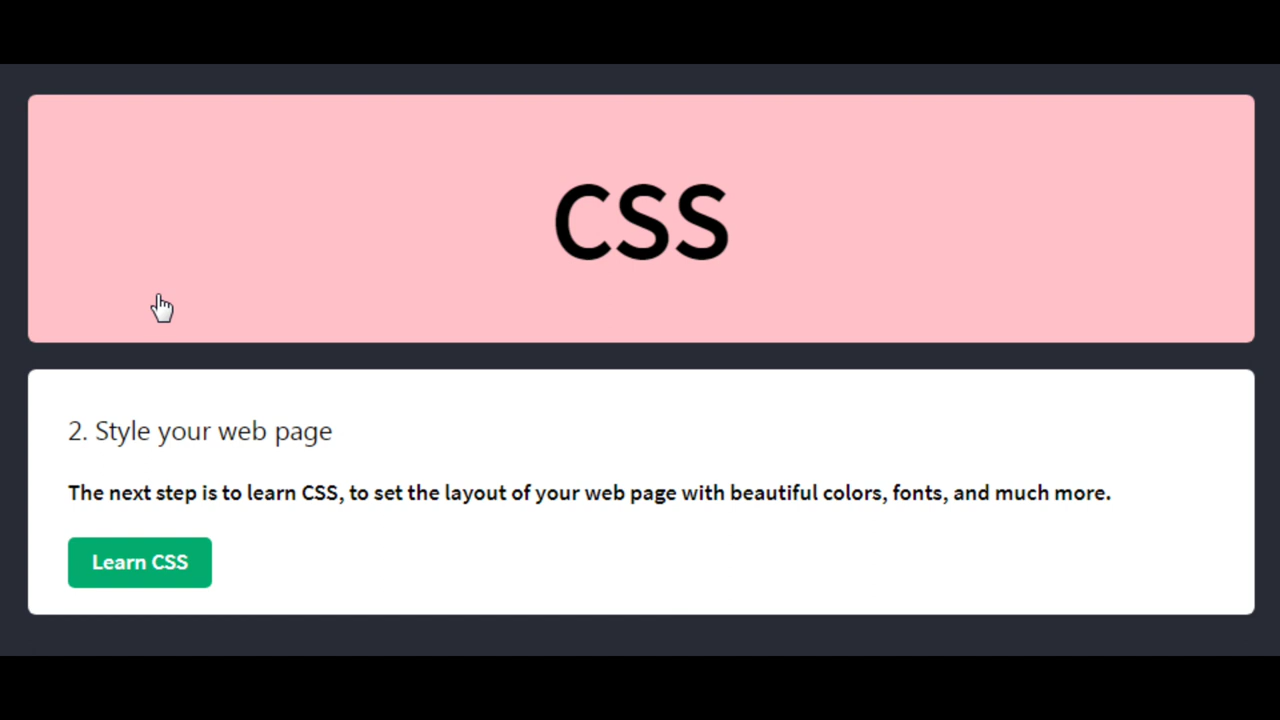 CSS
2. Style your web page
The next step is to learn CSS, to set the layout of your web page with beautiful colors, fonts, and much more.
Learn CSS